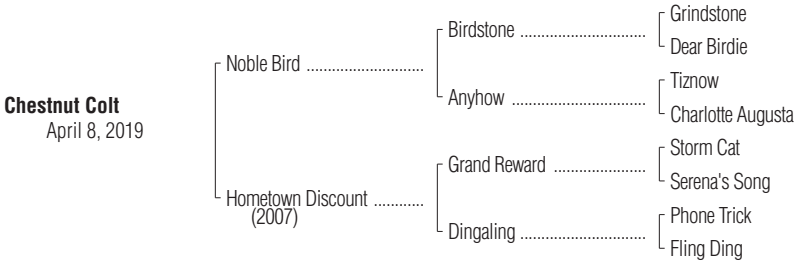 Chestnut Colt
April 8, 2019
Noble Bird ..........................
Hometown Discount ............
(2007)
Birdstone ..............................
Anyhow ................................
Grand Reward ......................
Dingaling ..............................
Grindstone
Dear Birdie
Tiznow
Charlotte Augusta
Storm Cat
Serena's Song
Phone Trick
Fling Ding